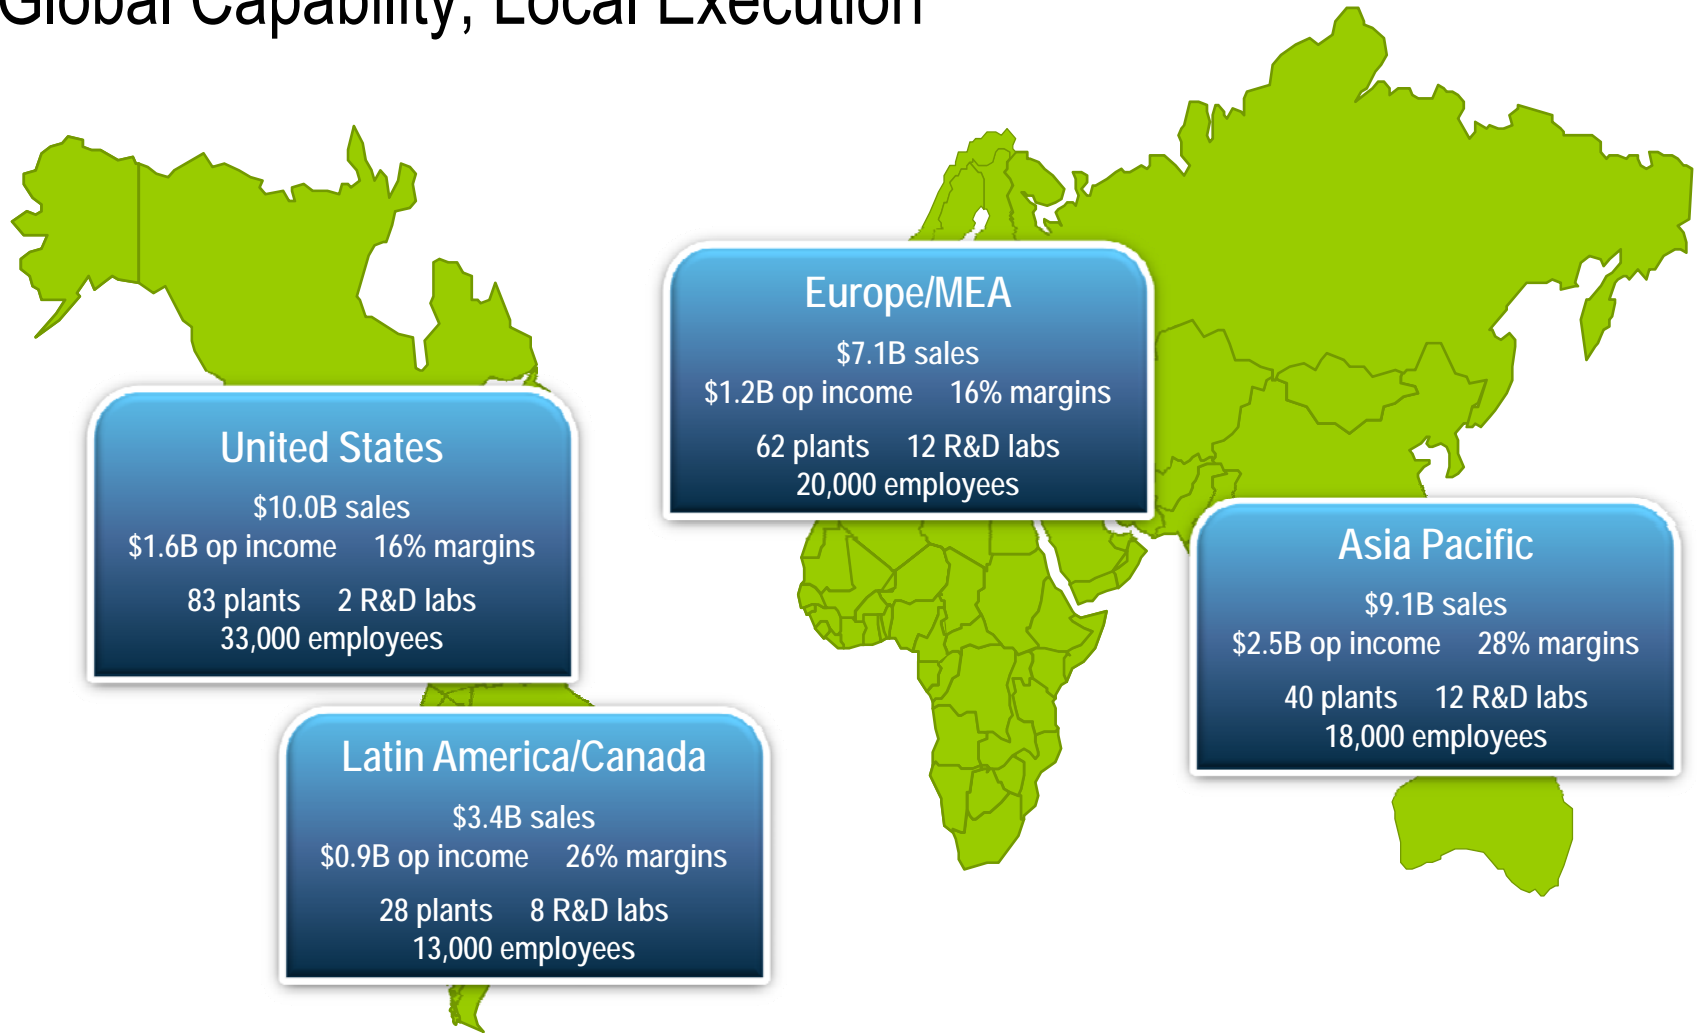 Global Capability, Local Execution
Europe/MEA
$7.1B sales
$1.2B op income 16% margins
62 plants 12 R&D labs
20,000 employees
United States
$10.0B sales
$1.6B op income 16% margins
83 plants 2 R&D labs
33,000 employees
Asia Pacific
$9.1B sales
$2.5B op income 28% margins
40 plants 12 R&D labs
18,000 employees
Latin America/Canada
$3.4B sales
$0.9B op income 26% margins
28 plants 8 R&D labs
13,000 employees